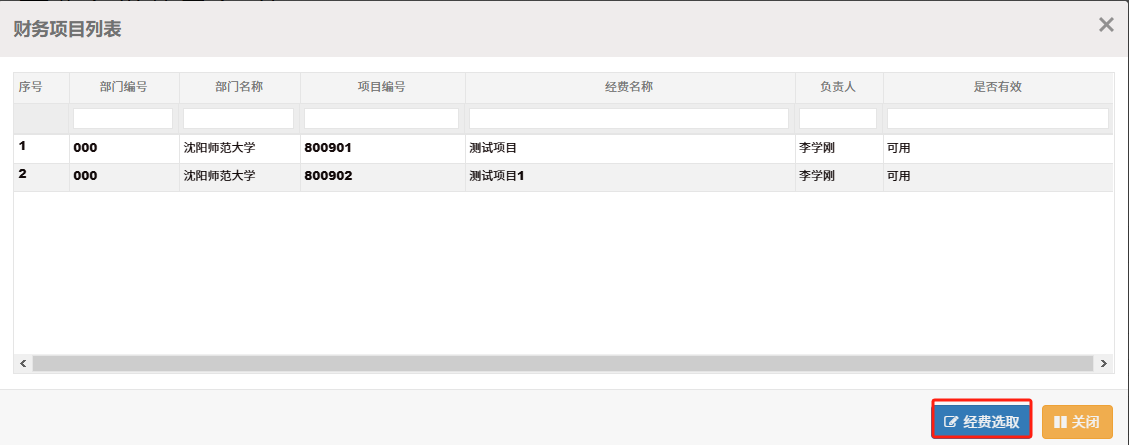 财务项目列表
序号 部门编号 部门名称 项目编号 经费名称 负责人 是否有效
1 000 沈阳师范大学 800901 测试项目 李学刚 可用
2 000 沈阳师范大学 800902 测试项目1 李学刚 可用
经费选取 关闭